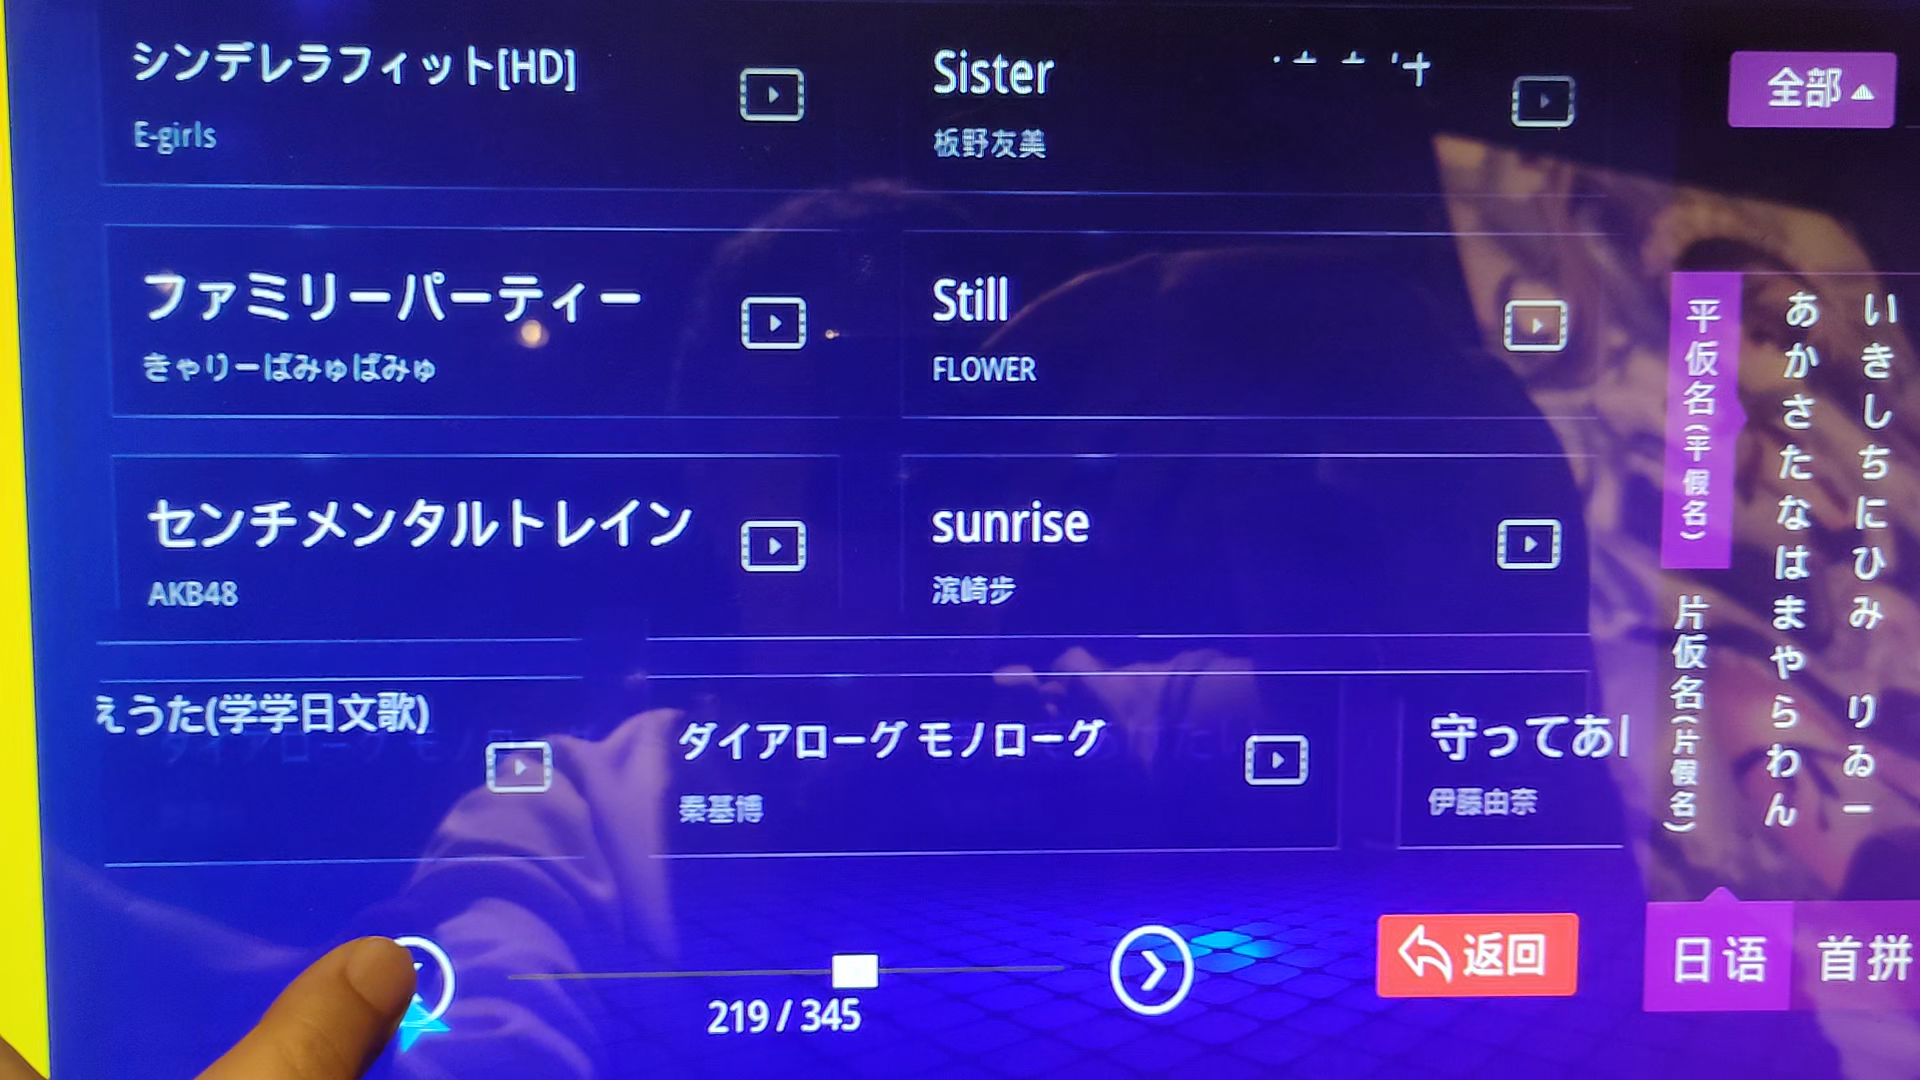 シンデレラフィット[HD]
E-girls
Sister
板野友美
全部
ファミリーパーティー
きゃりーぱみゅぱみゅ
Still
FLOWER
センチメンタルトレイン
AKB48
sunrise
滨崎步
えうた(学学日文歌)
ダイアローグ モノローグ
秦基博
守ってあ
伊藤由奈
平仮名(平假名)
片仮名(片假名)
あかさたなはまやらわん
いきしちにひみ りゐー
219 / 345
返回
日语
首拼